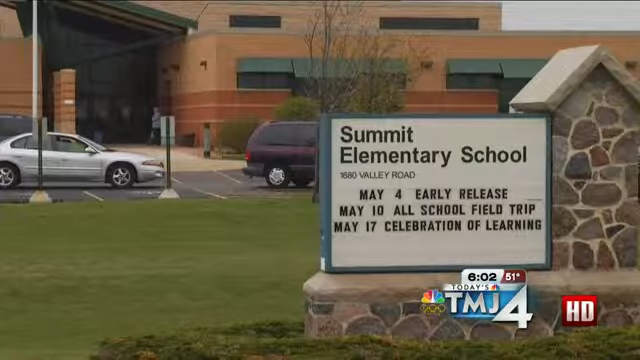 Summit
Elementary School
1680 VALLEY ROAD
MAY 4 EARLY RELEASE
MAY 10 ALL SCHOOL FIELD TRIP
MAY 17 CELEBRATION OF LEARNING
6:02 51°
TODAY'S
TMJ4
HD